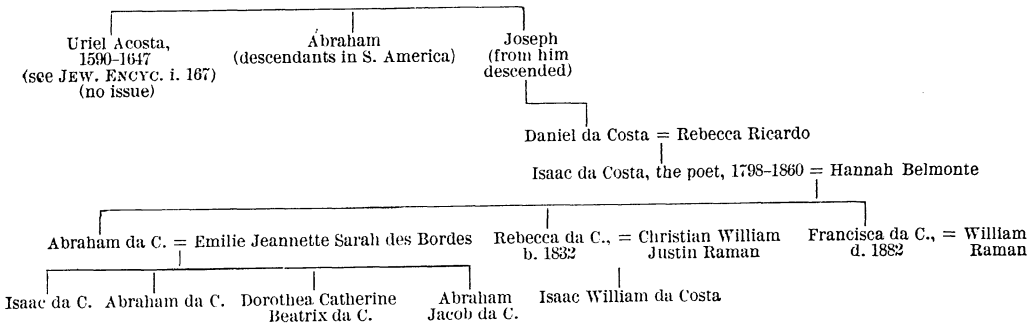 Uriel Acosta,
1590-1647
(see JEW. ENCYC. i. 167)
(no issue)
Abraham
(descendants in S. America)
Joseph
(from him
descended)
Daniel da Costa = Rebecca Ricardo
Isaac da Costa, the poet, 1798-1860 = Hannah Belmonte
Abraham da C. = Emilie Jeannette Sarah des Bordes
Rebecca da C., = Christian William
b. 1832 Justin Raman
Francisca da C., = William
d. 1882 Raman
Isaac da C.
Abraham da C.
Dorothea Catherine
Beatrix da C.
Abraham
Jacob da C.
Isaac William da Costa